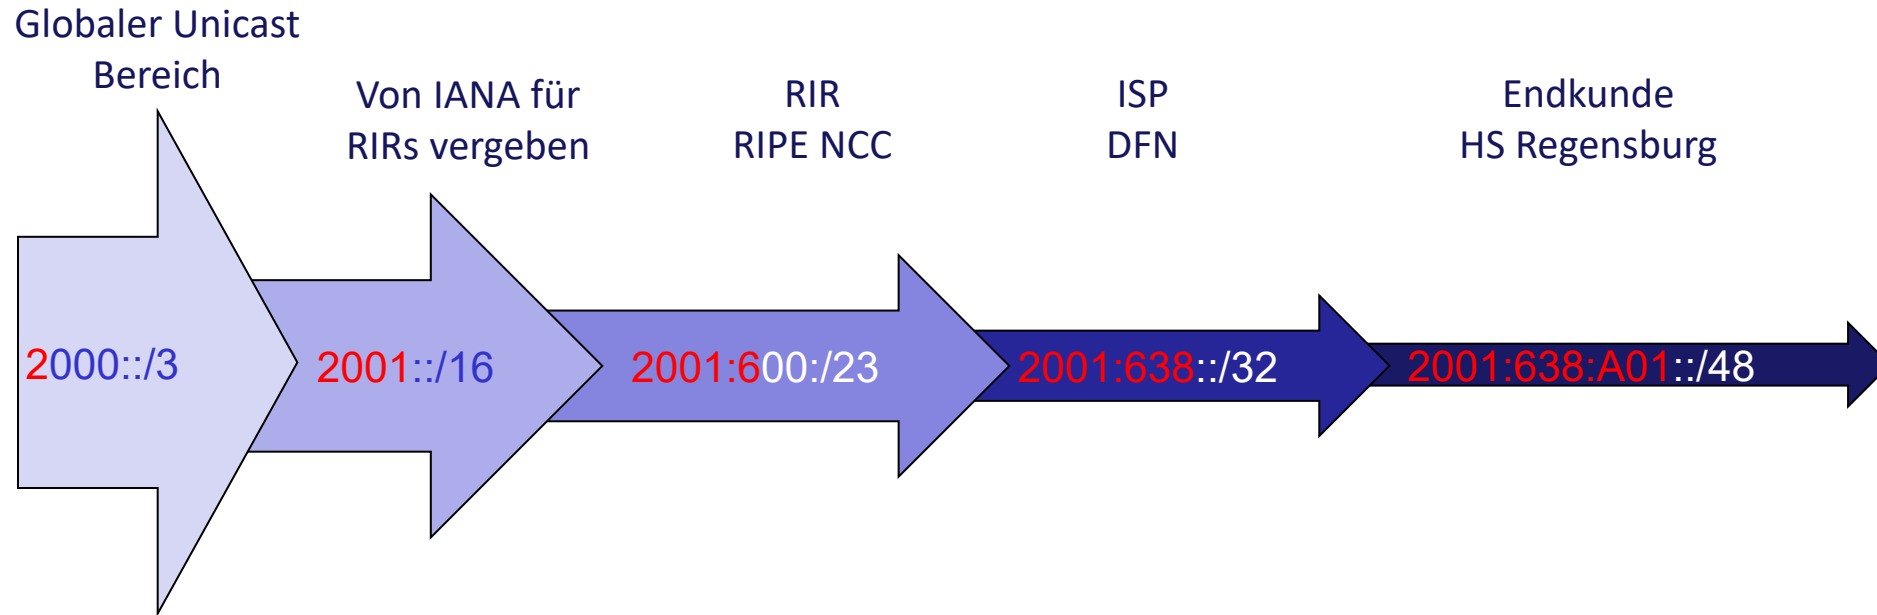 Globaler Unicast
Bereich
Von IANA für
RIRs vergeben
RIR
RIPE NCC
ISP
DFN
Endkunde
HS Regensburg
2000::/3
2001::/16
2001:600:/23
2001:638::/32
2001:638:A01::/48